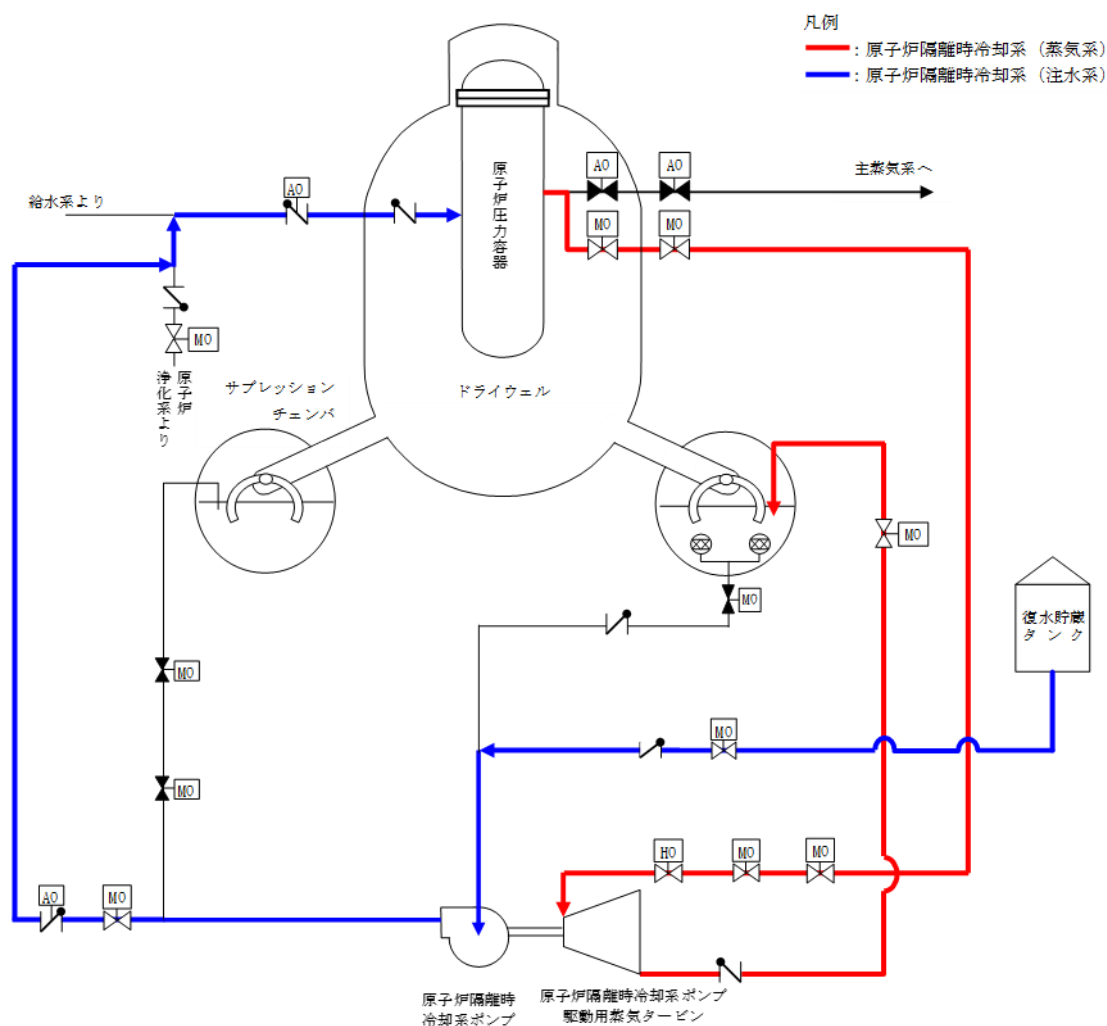 凡例
: 原子炉隔離時冷却系（蒸気系）
: 原子炉隔離時冷却系（注水系）
AO
AO
主蒸気系へ
給水系より
AO
原子炉圧力容器
MO
MO
MO
原子炉
浄化系より
サプレッション
チェンバ
ドライウェル
MO
MO
復水貯蔵
タンク
MO
MO
MO
HO
MO
MO
AO
MO
原子炉隔離時
冷却系ポンプ
原子炉隔離時冷却系ポンプ
駆動用蒸気タービン